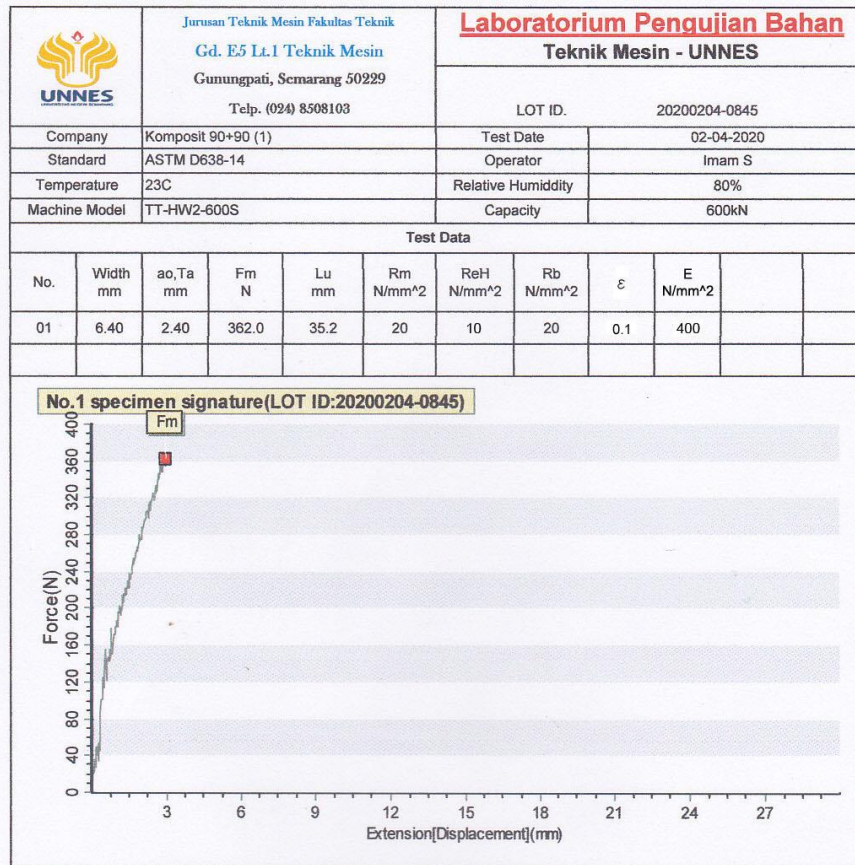 Jurusan Teknik Mesin Fakultas Teknik
Gd. E5 Lt.1 Teknik Mesin
Gunungpati, Semarang 50229
Telp. (024) 8508103
UNNES
Laboratorium Pengujian Bahan
Teknik Mesin - UNNES
LOT ID. 20200204-0845
Company Komposit 90+90 (1) Test Date 02-04-2020
Standard ASTM D638-14 Operator Imam S
Temperature 23C Relative Humiddity 80%
Machine Model TT-HW2-600S Capacity 600kN
Test Data
No. Width mm ao,Ta mm Fm N Lu mm Rm N/mm^2 ReH N/mm^2 Rb N/mm^2 ε E N/mm^2
01 6.40 2.40 362.0 35.2 20 10 20 0.1 400
No.1 specimen signature(LOT ID:20200204-0845)
Fm
400
360
320
280
240
200
160
120
80
40
0
Force(N)
3 6 9 12 15 18 21 24 27
Extension[Displacement](mm)